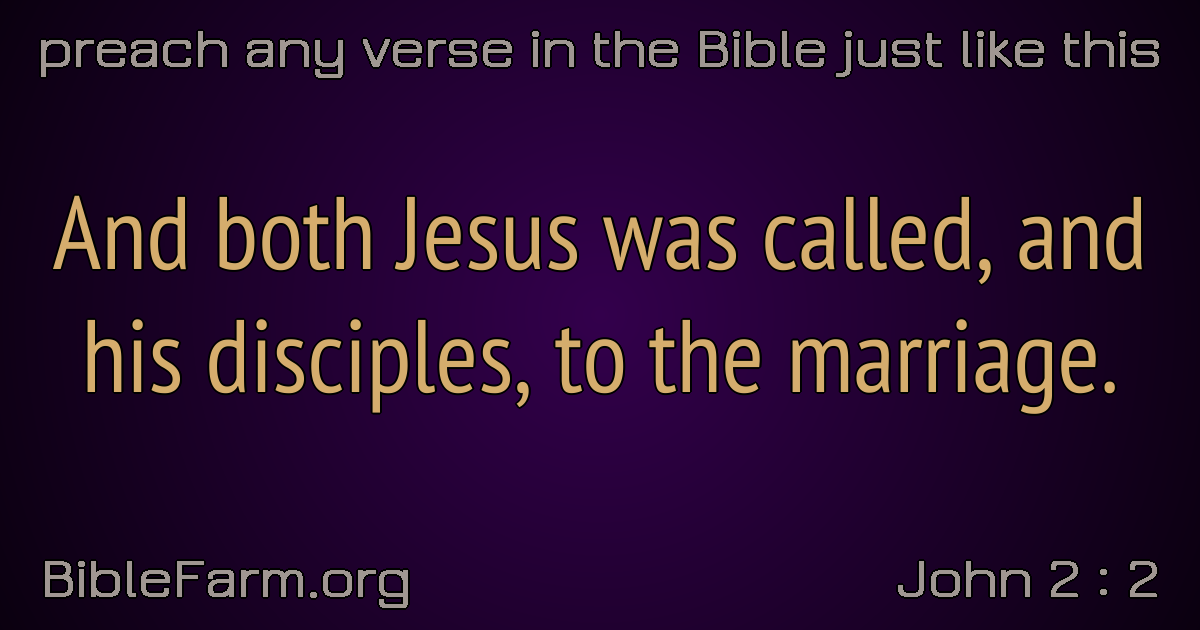 preach any verse in the Bible just like this
And both Jesus was called, and
his disciples, to the marriage.
BibleFarm.org
John 2 : 2